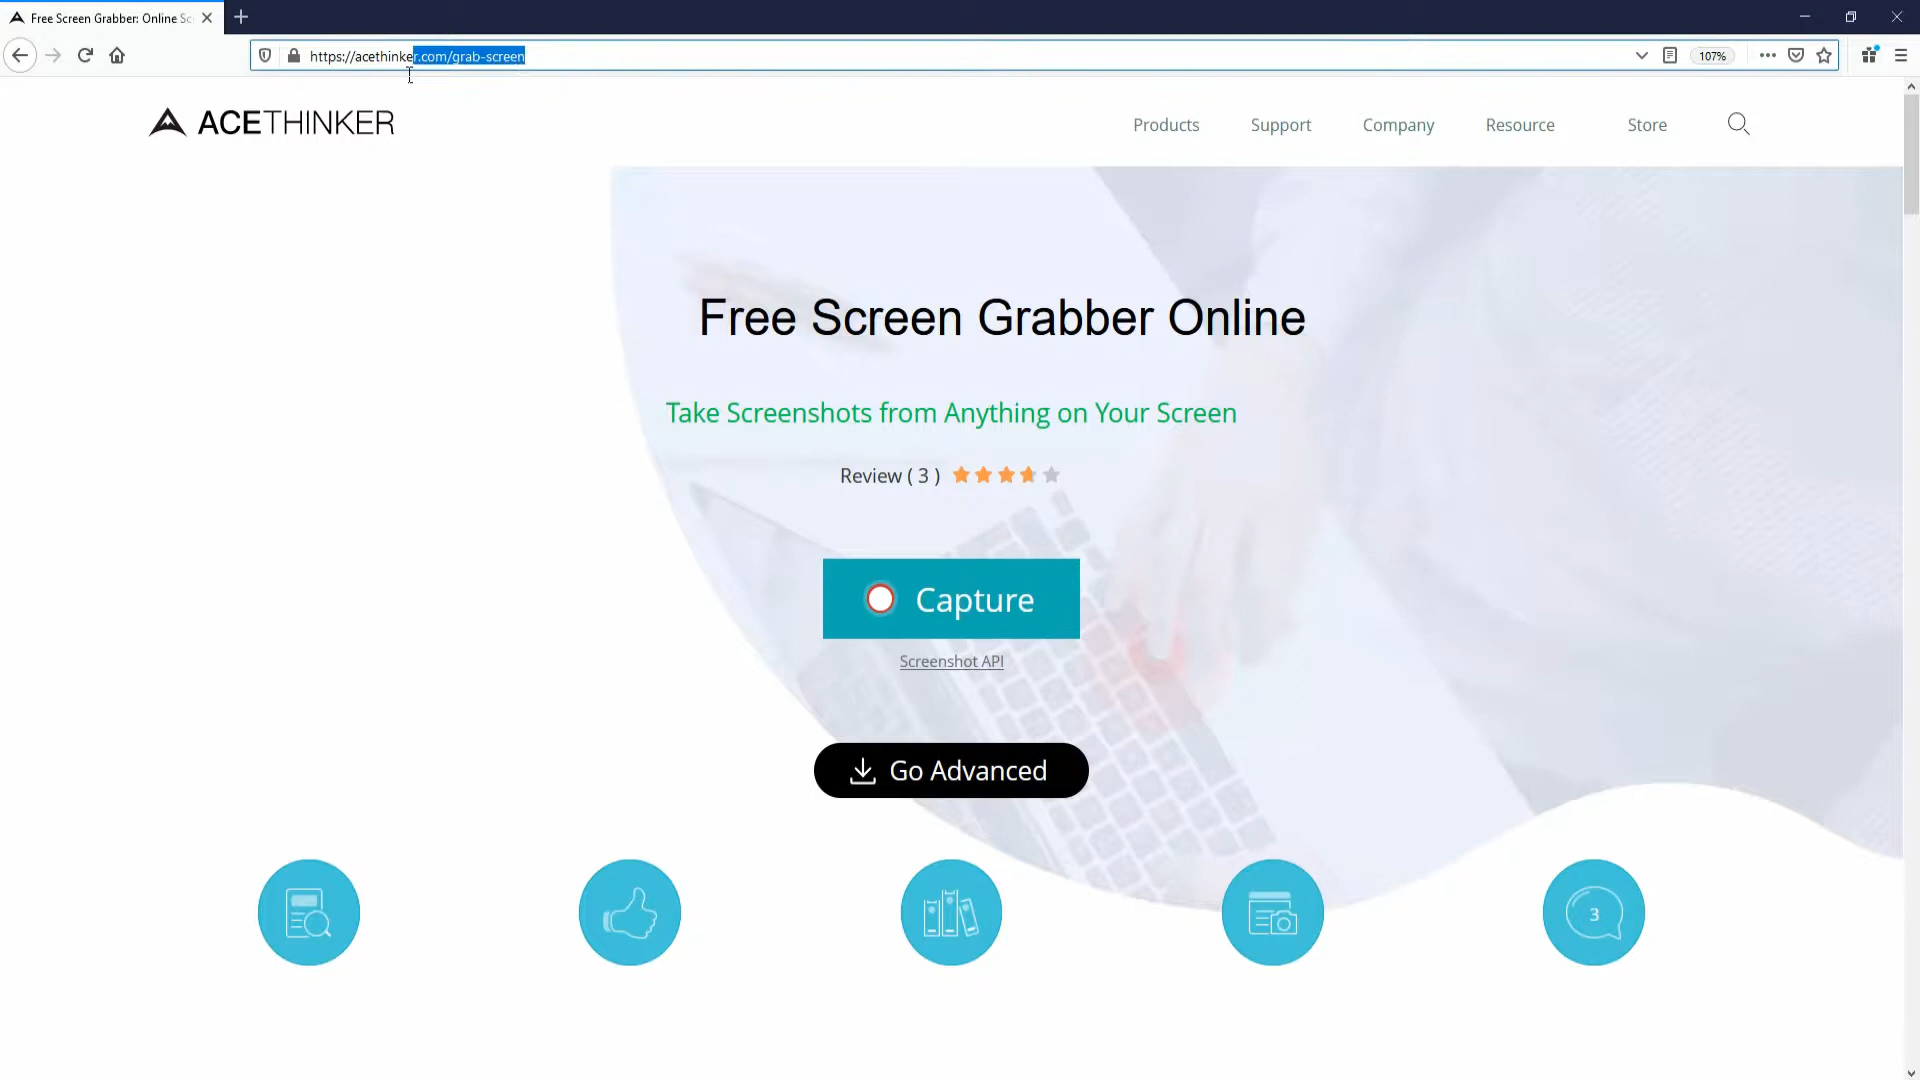 Free Screen Grabber: Online Sc
https://acethinker.com/grab-screen
107%
ACETHINKER
Products
Support
Company
Resource
Store
Free Screen Grabber Online
Take Screenshots from Anything on Your Screen
Review ( 3 )
Capture
Screenshot API
Go Advanced
3